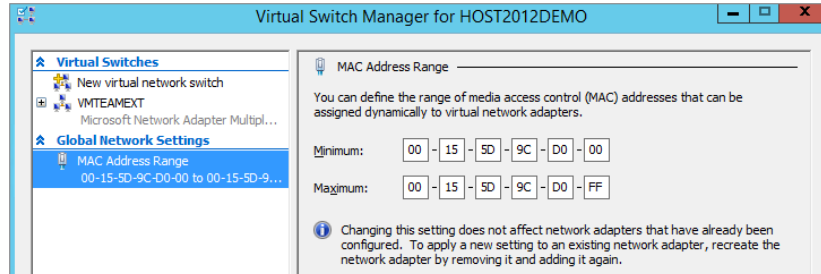 Virtual Switch Manager for HOST2012DEMO
Virtual Switches
New virtual network switch
VMTEAMEXT
Microsoft Network Adapter Multipl...
Global Network Settings
MAC Address Range
00-15-5D-9C-D0-00 to 00-15-5D-9...
MAC Address Range
You can define the range of media access control (MAC) addresses that can be
assigned dynamically to virtual network adapters.
Minimum: 00 - 15 - 5D - 9C - D0 - 00
Maximum: 00 - 15 - 5D - 9C - D0 - FF
Changing this setting does not affect network adapters that have already been
configured. To apply a new setting to an existing network adapter, recreate the
network adapter by removing it and adding it again.